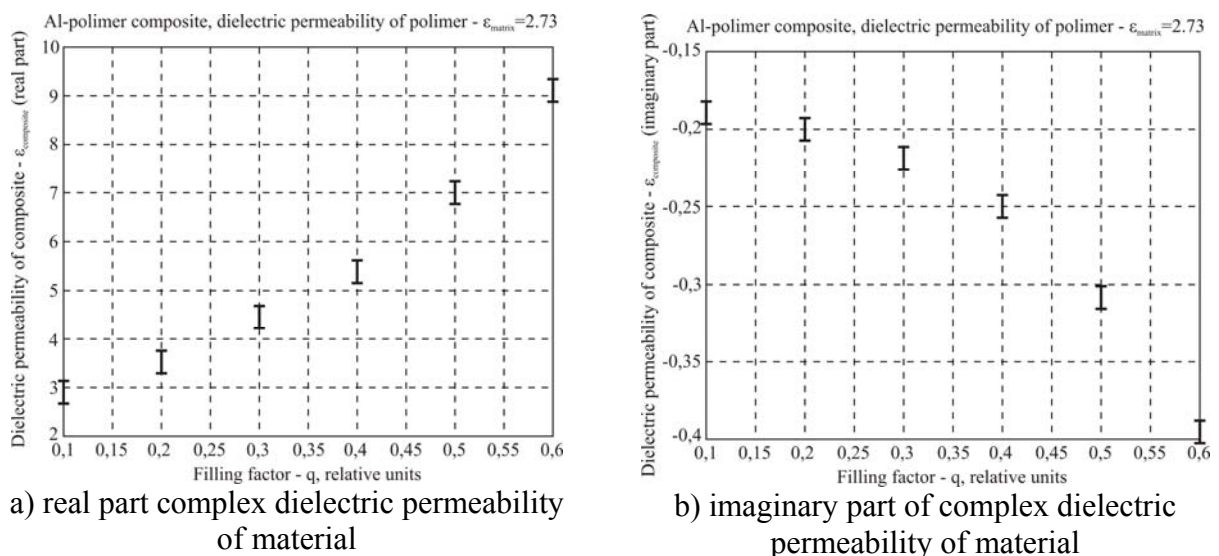 Al-polimer composite, dielectric permeability of polimer - εmatrix=2.73
Dielectric permeability of composite - εcomposite (real part)
10
9
8
7
6
5
4
3
2
0,1 0,15 0,2 0,25 0,3 0,35 0,4 0,45 0,5 0,55 0,6
Filling factor - q, relative units
a) real part complex dielectric permeability
of material
Al-polimer composite, dielectric permeability of polimer - εmatrix=2.73
Dielectric permeability of composite - εcomposite (imaginary part)
-0,15
-0,2
-0,25
-0,3
-0,35
-0,4
0,1 0,15 0,2 0,25 0,3 0,35 0,4 0,45 0,5 0,55 0,6
Filling factor - q, relative units
b) imaginary part of complex dielectric
permeability of material